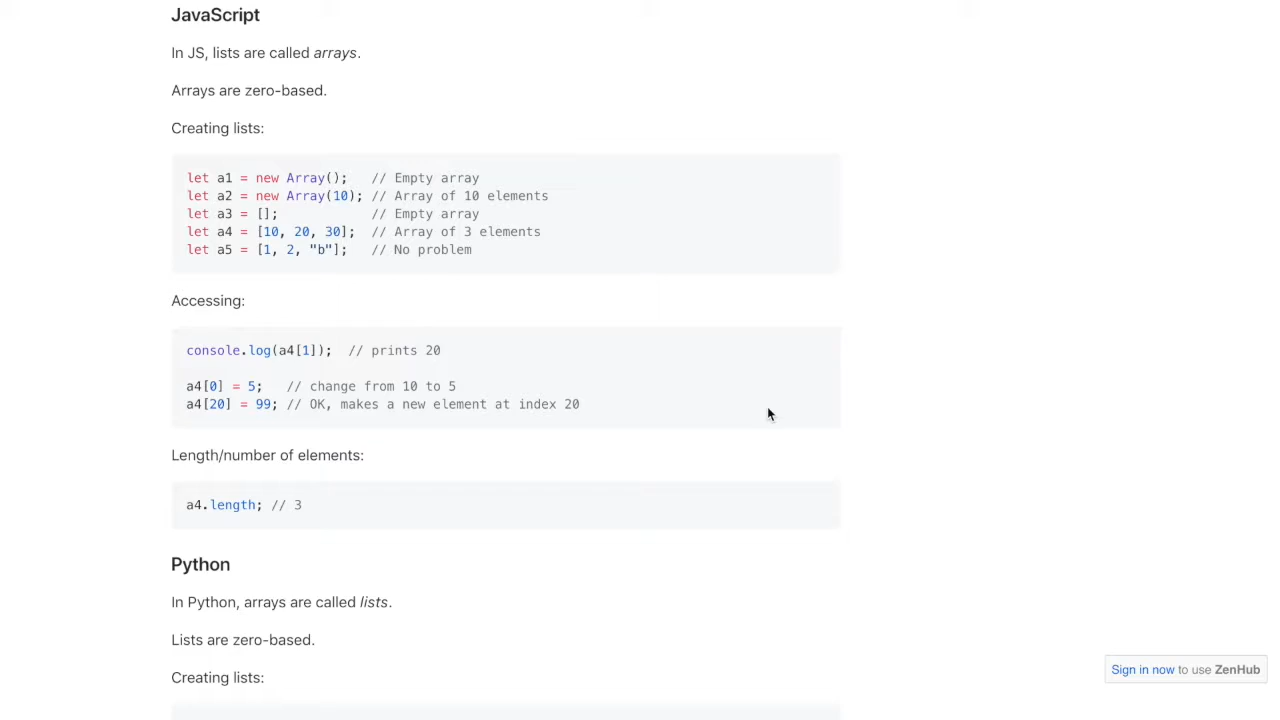 JavaScript
In JS, lists are called arrays.
Arrays are zero-based.
Creating lists:
let a1 = new Array();   // Empty array
let a2 = new Array(10); // Array of 10 elements
let a3 = [];            // Empty array
let a4 = [10, 20, 30];  // Array of 3 elements
let a5 = [1, 2, "b"];   // No problem
Accessing:
console.log(a4[1]);  // prints 20
a4[0] = 5;   // change from 10 to 5
a4[20] = 99; // OK, makes a new element at index 20
Length/number of elements:
a4.length; // 3
Python
In Python, arrays are called lists.
Lists are zero-based.
Creating lists:
Sign in now to use ZenHub